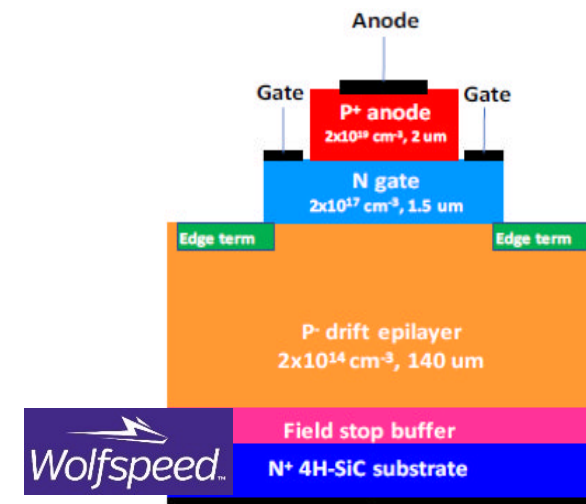 Anode
Gate
Gate
P⁺ anode
2x10¹⁹ cm⁻³, 2 um
N gate
2x10¹⁷ cm⁻³, 1.5 um
Edge term
Edge term
P⁻ drift epilayer
2x10¹⁴ cm⁻³, 140 um
Field stop buffer
Wolfspeed™
N⁺ 4H-SiC substrate